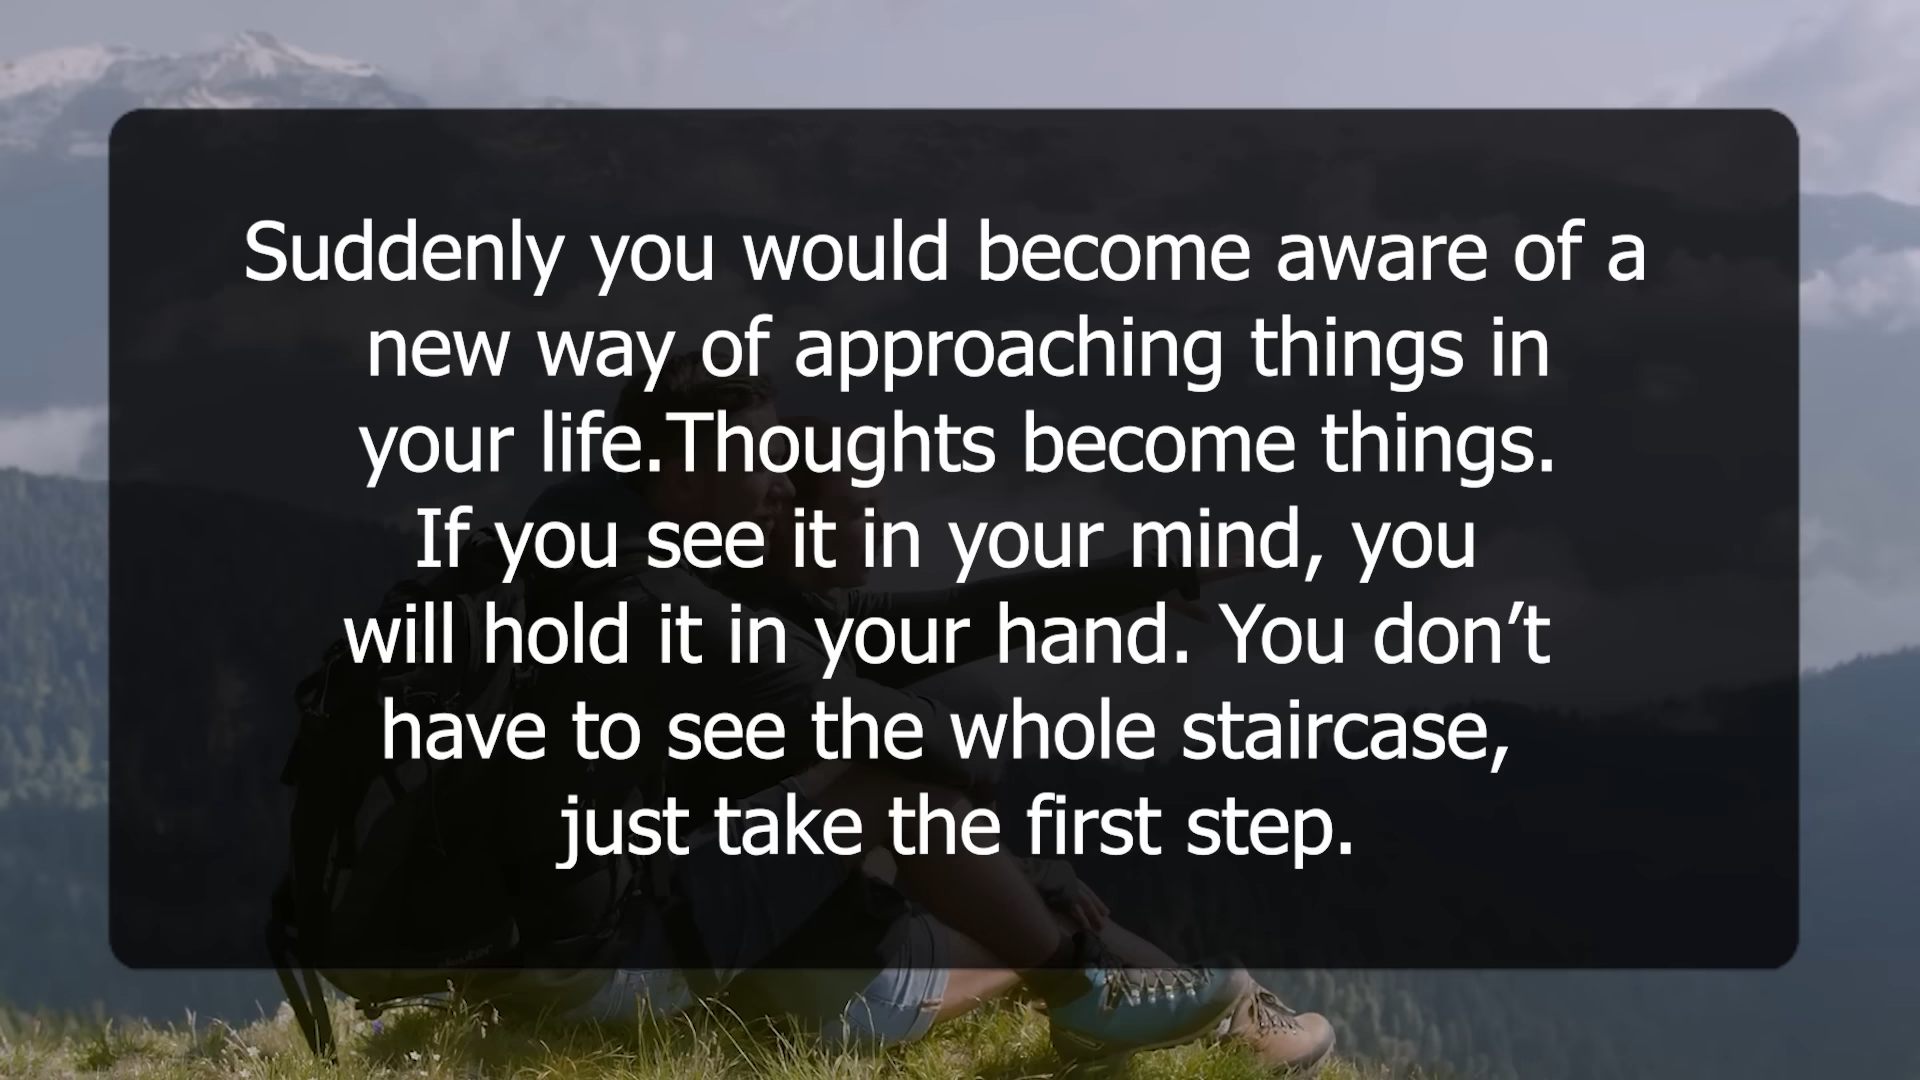 Suddenly you would become aware of a
new way of approaching things in
your life.Thoughts become things.
If you see it in your mind, you
will hold it in your hand. You don’t
have to see the whole staircase,
just take the first step.